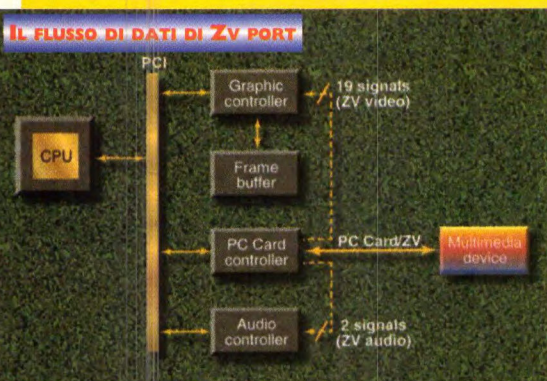 IL FLUSSO DI DATI DI ZV PORT
PCI
Graphic
controller
19 signals
(ZV video)
CPU
Frame
buffer
PC Card
controller
PC Card/ZV
Multimedia
device
Audio
controller
2 signals
(ZV audio)